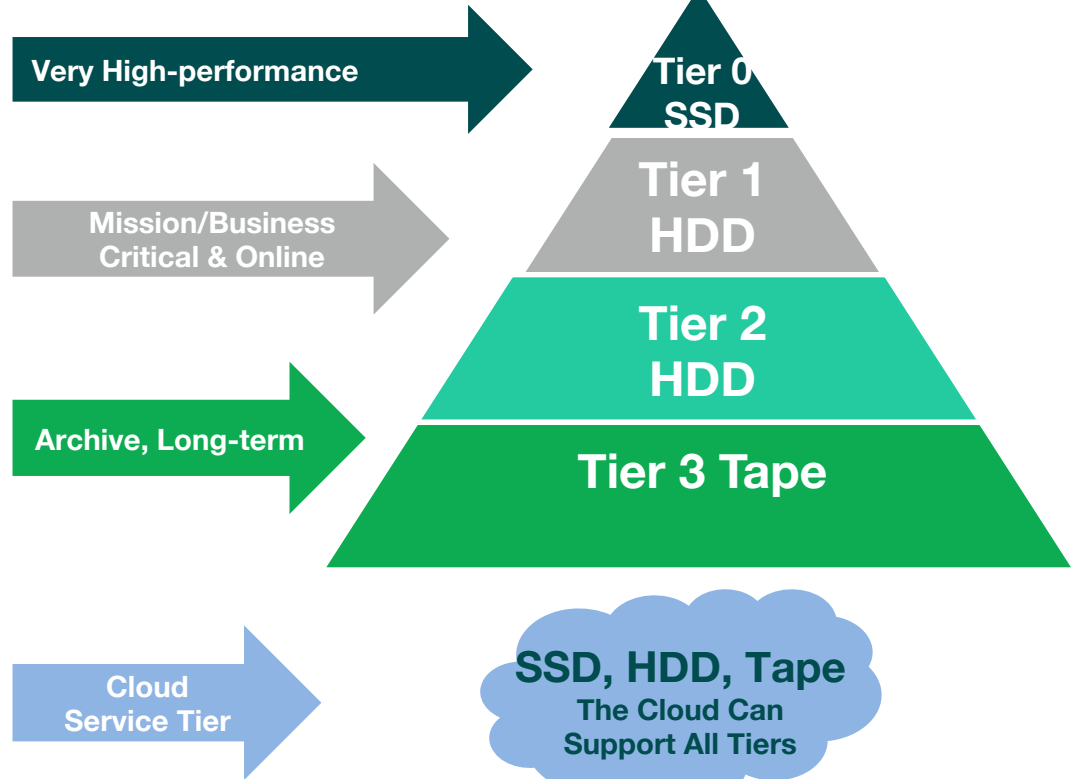 Very High-performance
Tier 0
SSD
Mission/Business
Critical & Online
Tier 1
HDD
Tier 2
HDD
Archive, Long-term
Tier 3 Tape
Cloud
Service Tier
SSD, HDD, Tape
The Cloud Can
Support All Tiers